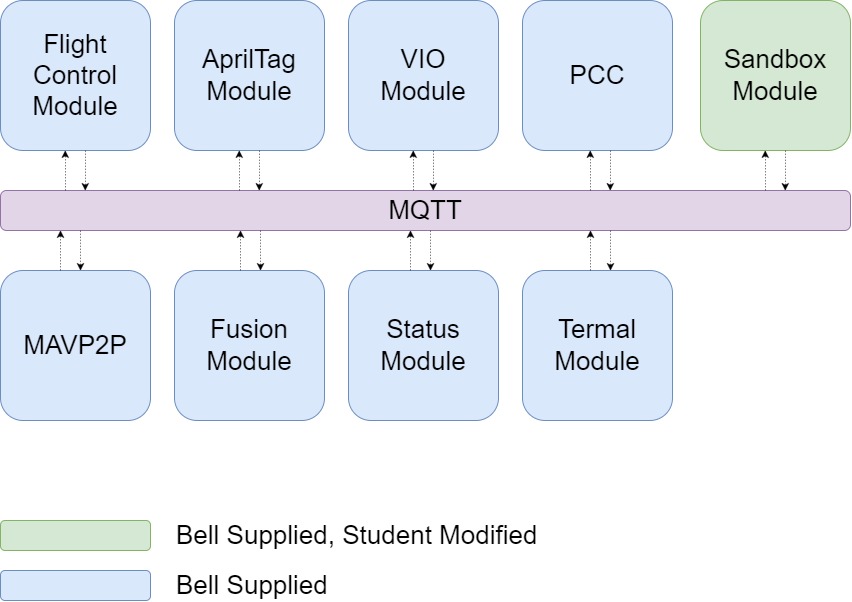 Flight
Control
Module
AprilTag
Module
VIO
Module
PCC
Sandbox
Module
MQTT
MAVP2P
Fusion
Module
Status
Module
Termal
Module
Bell Supplied, Student Modified
Bell Supplied